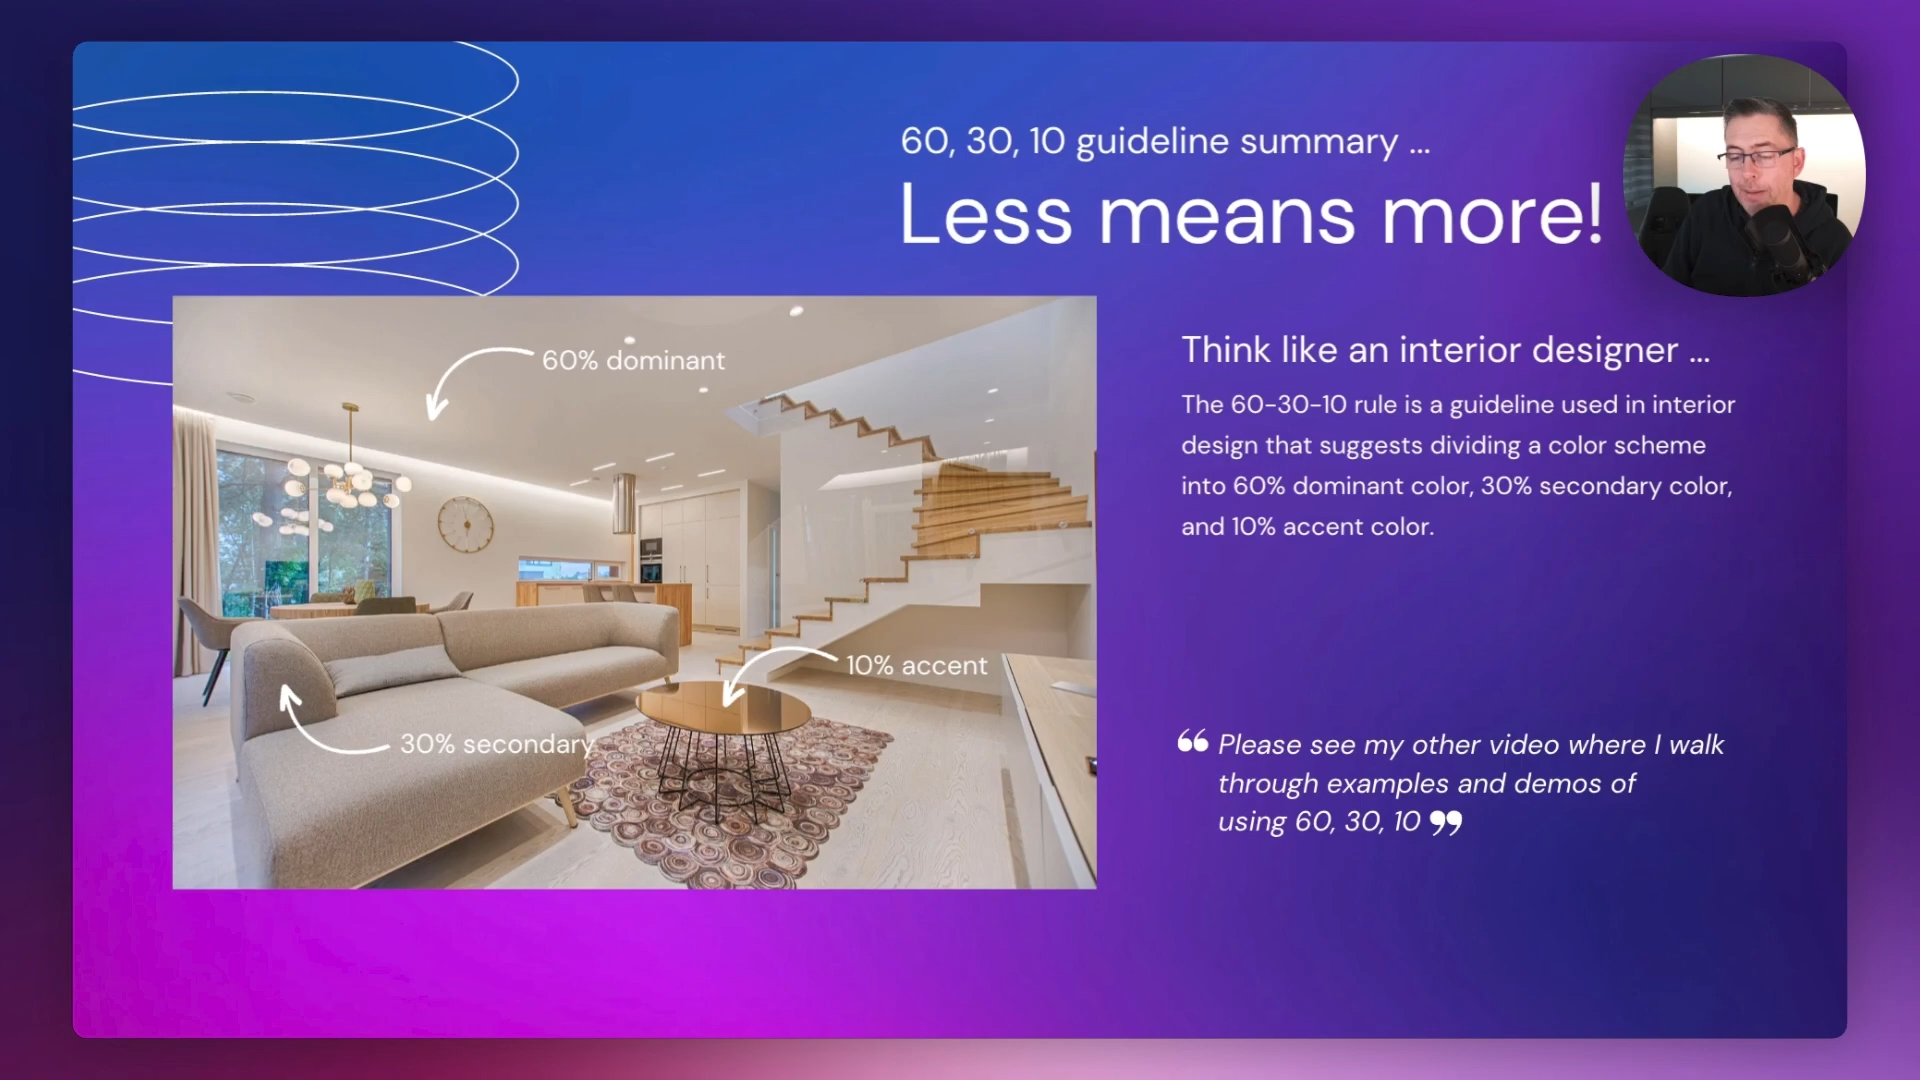 60, 30, 10 guideline summary ...
Less means more!
60% dominant
10% accent
30% secondary
Think like an interior designer ...
The 60-30-10 rule is a guideline used in interior
design that suggests dividing a color scheme
into 60% dominant color, 30% secondary color,
and 10% accent color.
“ Please see my other video where I walk
through examples and demos of
using 60, 30, 10 ”